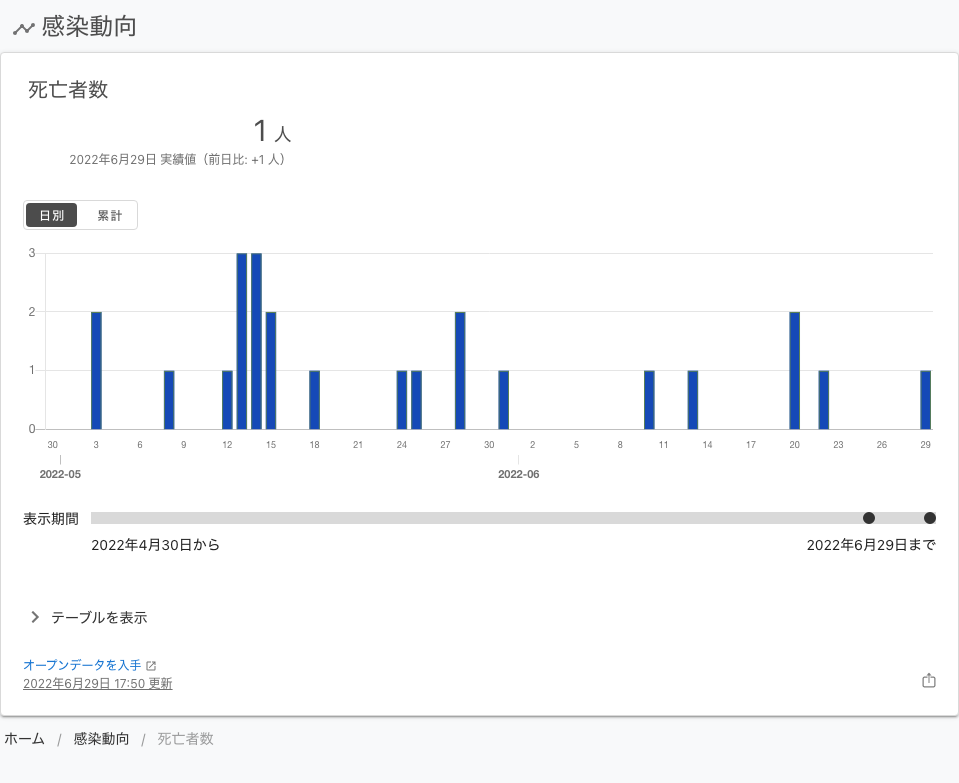 感染動向
死亡者数
1 人
2022年6月29日 実績値（前日比: +1 人）
日別 累計
3
2
1
0
30 3 6 9 12 15 18 21 24 27 30 2 5 8 11 14 17 20 23 26 29
2022-05 2022-06
表示期間
2022年4月30日から 2022年6月29日まで
テーブルを表示
オープンデータを入手
2022年6月29日 17:50 更新
ホーム / 感染動向 / 死亡者数